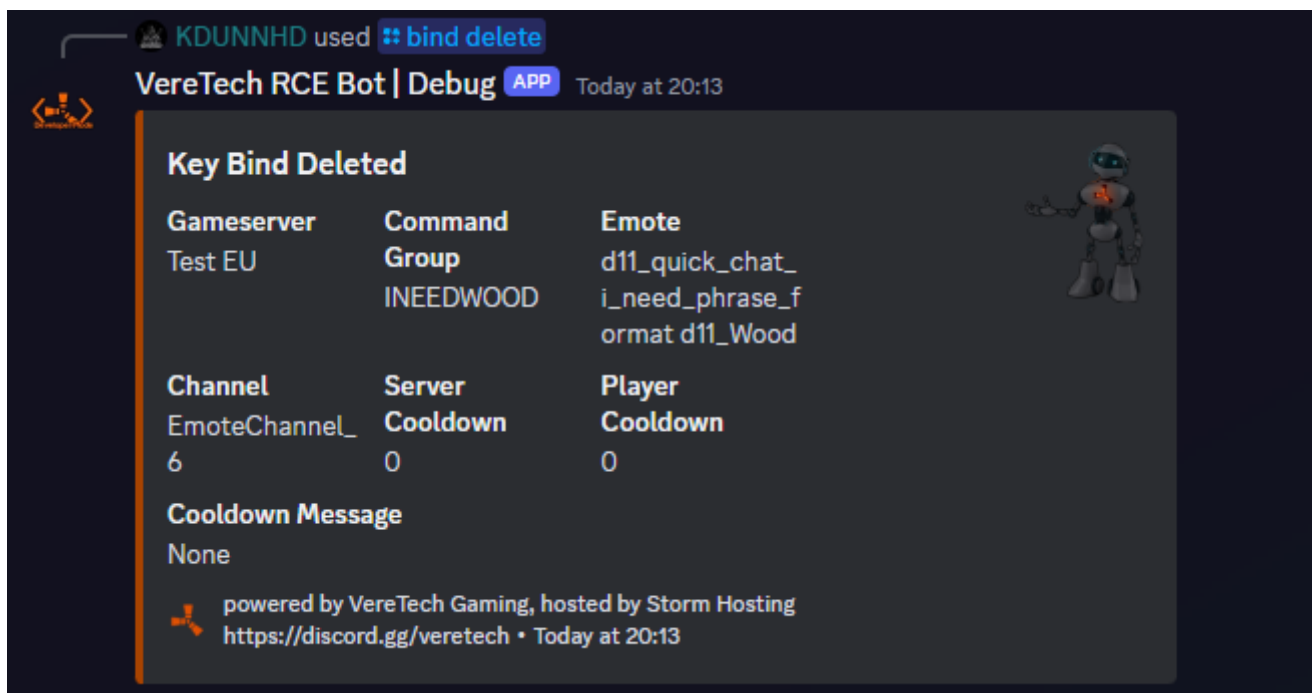 KDUNNHD used bind delete
VereTech RCE Bot | Debug APP Today at 20:13
Key Bind Deleted
Gameserver
Test EU
Command
Group
INEEDWOOD
Emote
d11_quick_chat_
i_need_phrase_f
ormat d11_Wood
Channel
EmoteChannel_
6
Server
Cooldown
0
Player
Cooldown
0
Cooldown Message
None
powered by VereTech Gaming, hosted by Storm Hosting
https://discord.gg/veretech • Today at 20:13